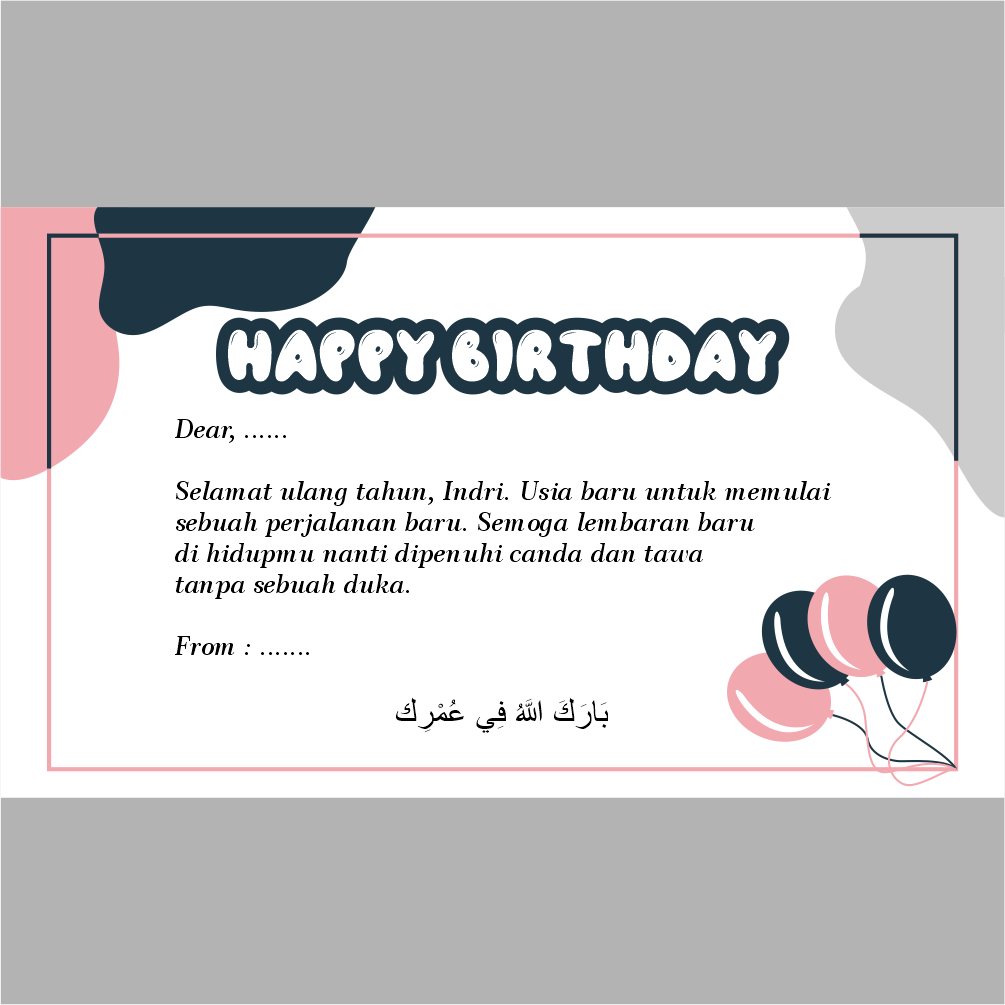 HAPPY BIRTHDAY
Dear, ......
Selamat ulang tahun, Indri. Usia baru untuk memulai
sebuah perjalanan baru. Semoga lembaran baru
di hidupmu nanti dipenuhi canda dan tawa
tanpa sebuah duka.
From : .......
بَارَكَ اللهُ فِي عُمْرِك